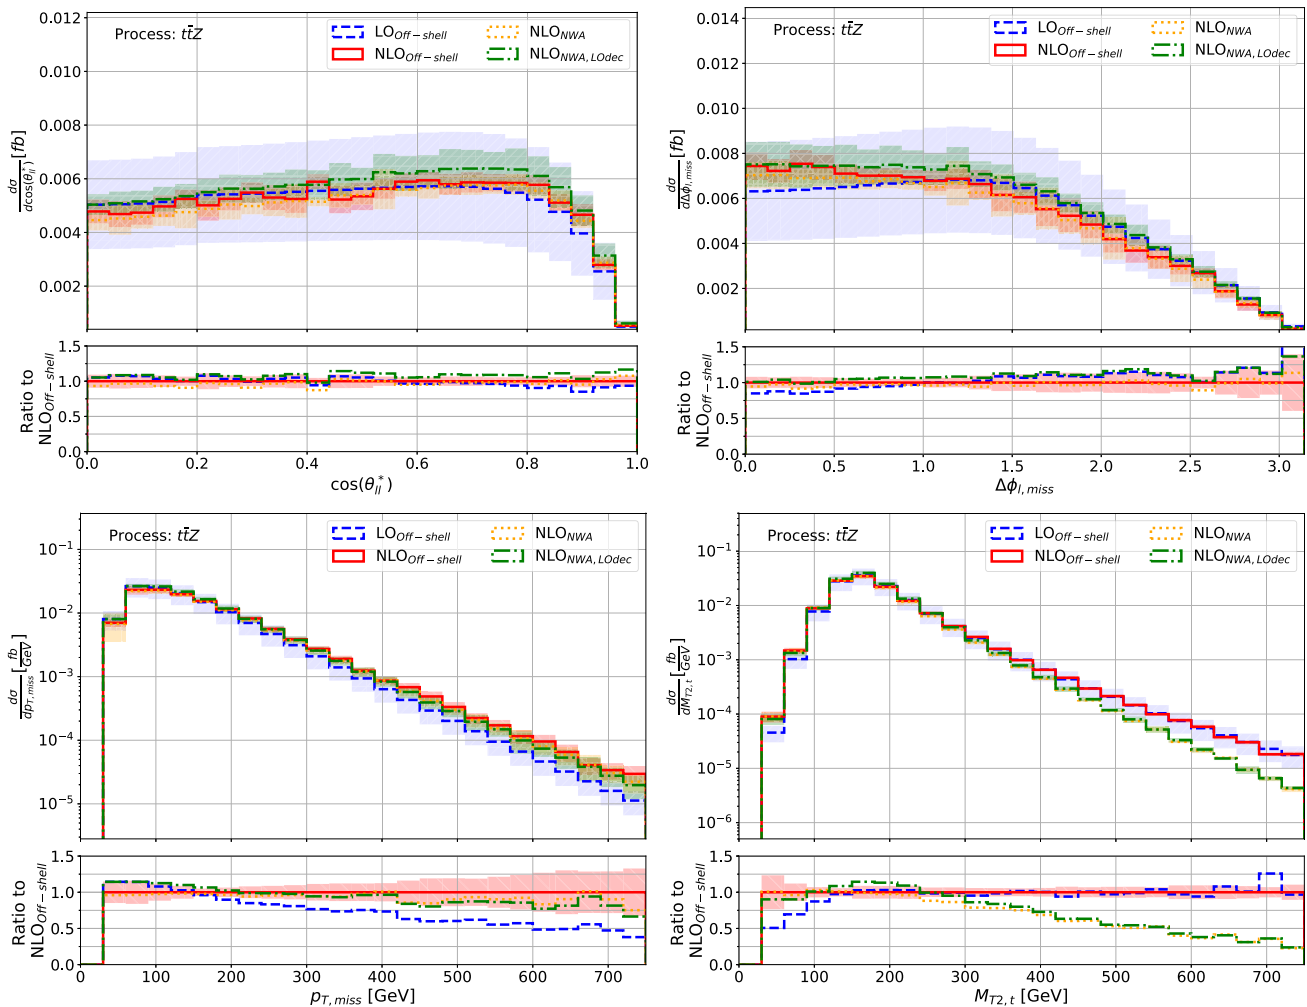 Process: tt̄Z
LO_Off−shell
NLO_Off−shell
NLO_NWA
NLO_NWA,LOdec
dσ/dcos(θ*_ll) [fb]
0.014
0.012
0.010
0.008
0.006
0.004
0.002
Ratio to
NLO_Off−shell
1.5
1.0
0.5
0.0
0.0 0.2 0.4 0.6 0.8 1.0
cos(θ*_ll)
Process: tt̄Z
LO_Off−shell
NLO_Off−shell
NLO_NWA
NLO_NWA,LOdec
dσ/dΔϕ_l,miss [fb]
0.014
0.012
0.010
0.008
0.006
0.004
0.002
Ratio to
NLO_Off−shell
1.5
1.0
0.5
0.0
0.0 0.5 1.0 1.5 2.0 2.5 3.0
Δϕ_l,miss
Process: tt̄Z
LO_Off−shell
NLO_Off−shell
NLO_NWA
NLO_NWA,LOdec
dσ/dp_T,miss [fb/GeV]
10^−1
10^−2
10^−3
10^−4
10^−5
Ratio to
NLO_Off−shell
1.5
1.0
0.5
0.0
0 100 200 300 400 500 600 700
p_T,miss [GeV]
Process: tt̄Z
LO_Off−shell
NLO_Off−shell
NLO_NWA
NLO_NWA,LOdec
dσ/dM_T2,t [fb/GeV]
10^−1
10^−2
10^−3
10^−4
10^−5
10^−6
Ratio to
NLO_Off−shell
1.5
1.0
0.5
0.0
0 100 200 300 400 500 600 700
M_T2,t [GeV]